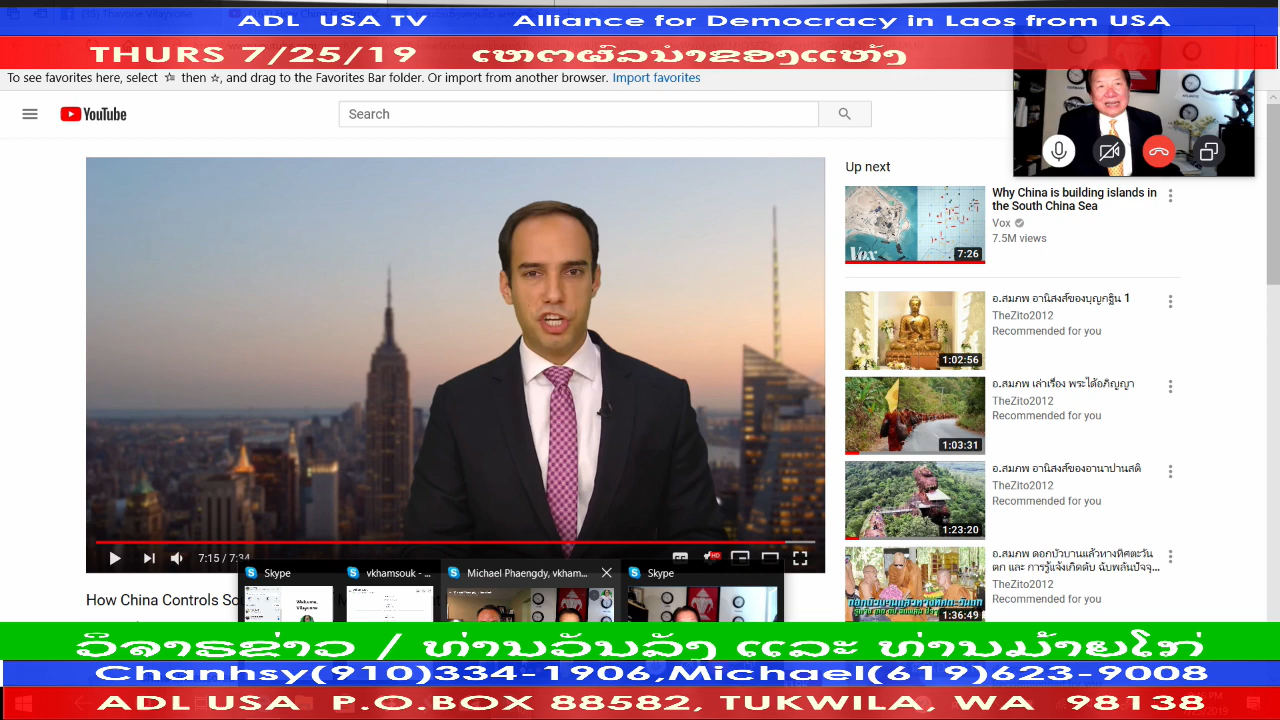 ADL USA TV Alliance for Democracy in Laos from USA
THURS 7/25/19 ເຫດຜົລນຳຂອງແຫ້ງ
To see favorites here, select ☆ then ☆, and drag to the Favorites Bar folder. Or import from another browser. Import favorites
YouTube
Search
Up next
Why China is building islands in the South China Sea
Vox
7.5M views
Vox
7:26
อ.สมภพ อานิสงส์ของบุญกฐิน 1
TheZito2012
Recommended for you
1:02:56
อ.สมภพ เล่าเรื่อง พระได้อภิญญา
TheZito2012
Recommended for you
1:03:31
อ.สมภพ อานิสงส์ของอานาปานสติ
TheZito2012
Recommended for you
1:23:20
อ.สมภพ ดอกบัวบานแล้วทางทิศตะวัน
ตก และ การรู้แจ้งเกิดดับ ฉับพลันปัจจุ...
TheZito2012
Recommended for you
1:36:49
7:15 / 7:34
HD
Skype
vkhamsouk - ...
Michael Phaengdy, vkham...
Skype
How China Controls
ວິຈາຣຂ່າວ / ທ່ານວັນລັງ ແລະ ທ່ານມ້າຍໂກ່
Chanhsy(910)334-1906,Michael(619)623-9008
ADL USA P.O.BOX 88582, TUKWILA, WA 98138